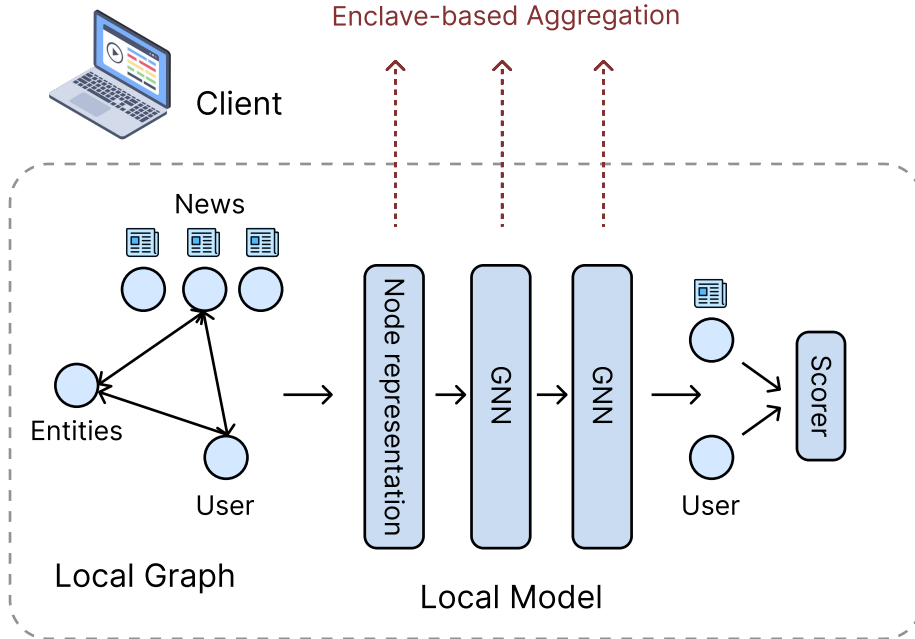 Enclave-based Aggregation
Client
News
Entities
User
Local Graph
Node representation
GNN
GNN
Local Model
User
Scorer